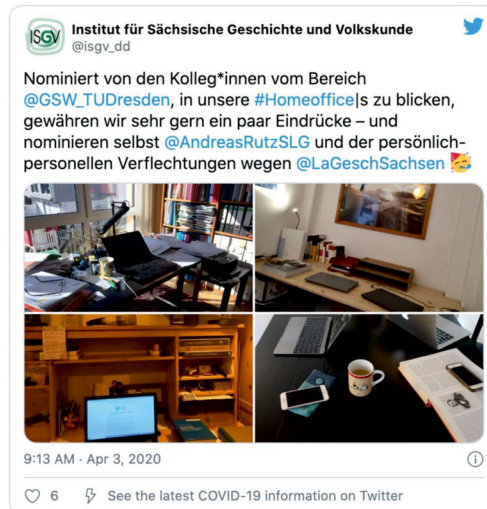 ISGV
Institut für Sächsische Geschichte und Volkskunde
@isgv_dd
Nominiert von den Kolleg*innen vom Bereich
@GSW_TUDresden, in unsere #Homeoffice|s zu blicken,
gewähren wir sehr gern ein paar Eindrücke – und
nominieren selbst @AndreasRutzSLG und der persönlich-
personellen Verflechtungen wegen @LaGeschSachsen 🥳
9:13 AM · Apr 3, 2020
6
See the latest COVID-19 information on Twitter